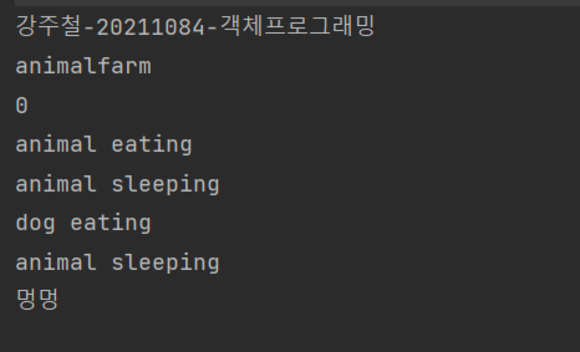 강주철-20211084-객체프로그래밍
animalfarm
0
animal eating
animal sleeping
dog eating
animal sleeping
멍멍